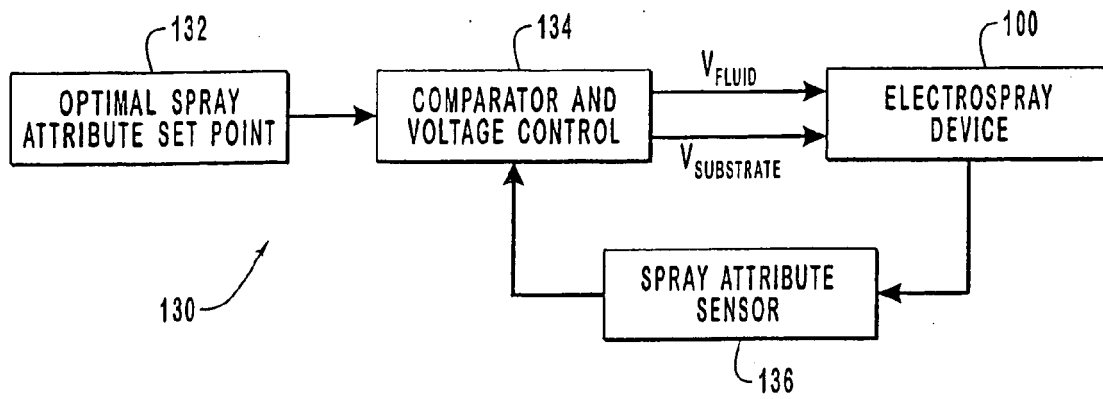 132
134
100
OPTIMAL SPRAY
ATTRIBUTE SET POINT
COMPARATOR AND
VOLTAGE CONTROL
VFLUID
VSUBSTRATE
ELECTROSPRAY
DEVICE
130
SPRAY ATTRIBUTE
SENSOR
136